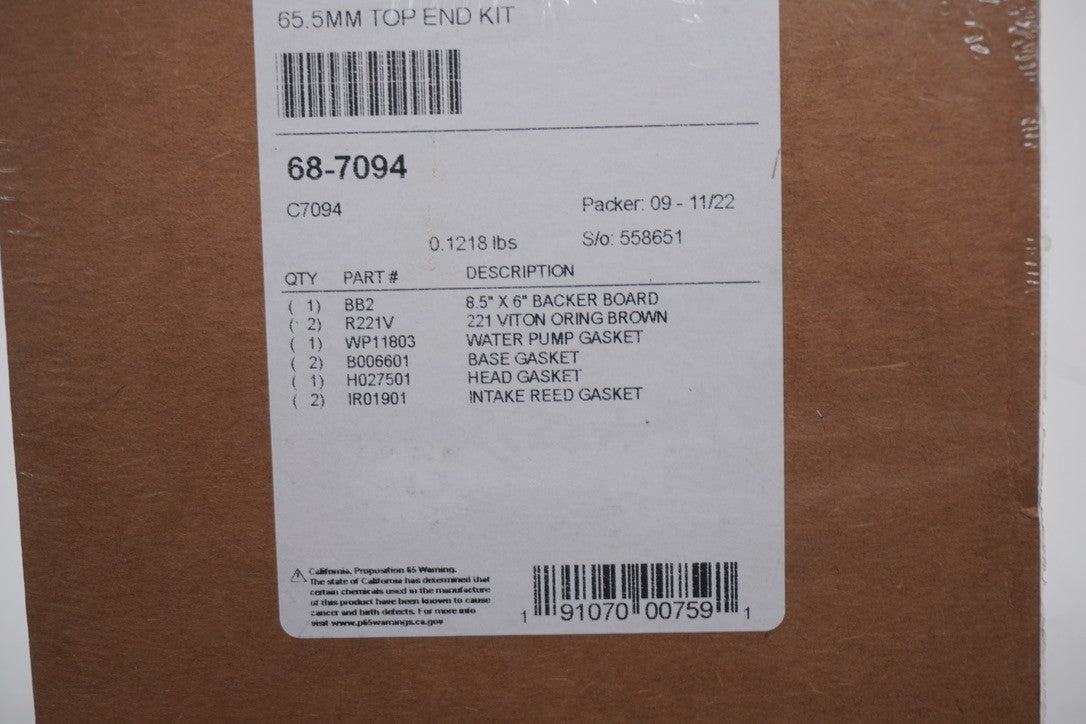 65.5MM TOP END KIT
68-7094
C7094 Packer: 09 - 11/22
0.1218 lbs S/o: 558651
QTY PART # DESCRIPTION
( 1) BB2 8.5" X 6" BACKER BOARD
( 2) R221V 221 VITON ORING BROWN
( 1) WP11803 WATER PUMP GASKET
( 2) B006601 BASE GASKET
( 1) H027501 HEAD GASKET
( 2) IR01901 INTAKE REED GASKET
California, Proposition 65 Warning.
The state of California has determined that
certain chemicals used in the manufacture
of this product have been known to cause
cancer and birth defects. For more info
visit www.p65warnings.ca.gov
1 91070 00759 1